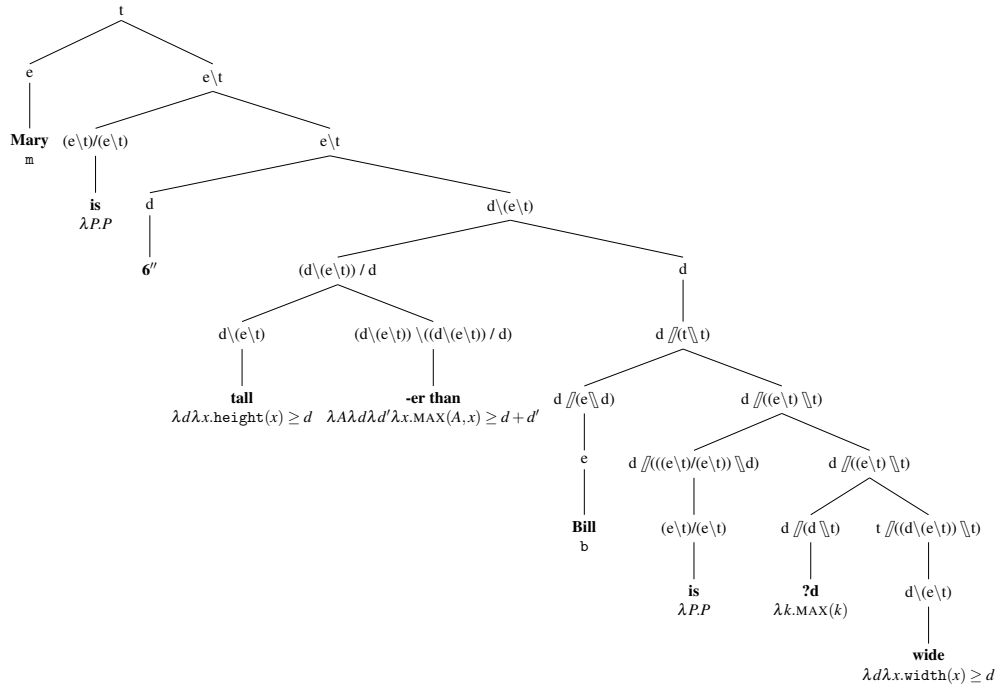 t
e e\t
Mary (e\t)/(e\t) e\t
m
is d d\(e\t)
λP.P
6″ (d\(e\t)) / d d
d\(e\t) (d\(e\t)) \((d\(e\t)) / d) d ⫽(t⑊t)
tall -er than d ⫽(e⑊d) d ⫽((e\t) ⑊t)
λdλx.height(x) ≥ d λAλdλd′λx.MAX(A,x) ≥ d + d′
e d ⫽(((e\t)/(e\t)) ⑊d) d ⫽((e\t) ⑊t)
Bill (e\t)/(e\t) d ⫽(d ⑊t) t ⫽((d\(e\t)) ⑊t)
b
is ?d d\(e\t)
λP.P λk.MAX(k)
wide
λdλx.width(x) ≥ d